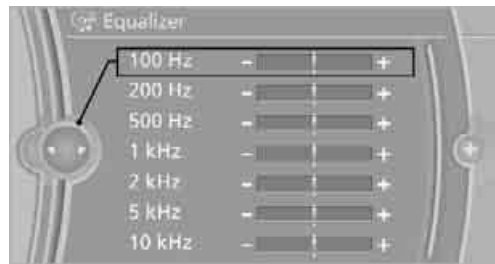 Equalizer
100 Hz - +
200 Hz - +
500 Hz - +
1 kHz - +
2 kHz - +
5 kHz - +
10 kHz - +